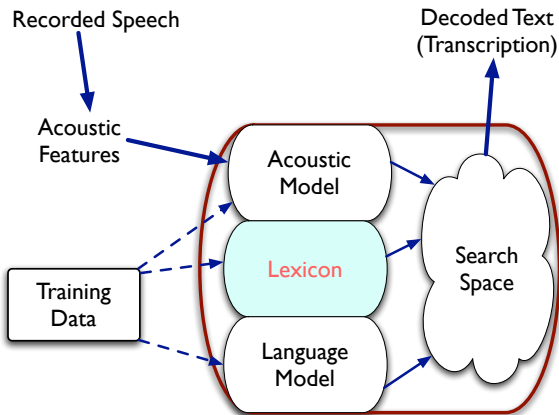 Recorded Speech
Decoded Text
(Transcription)
Acoustic
Features
Acoustic
Model
Lexicon
Search
Space
Training
Data
Language
Model